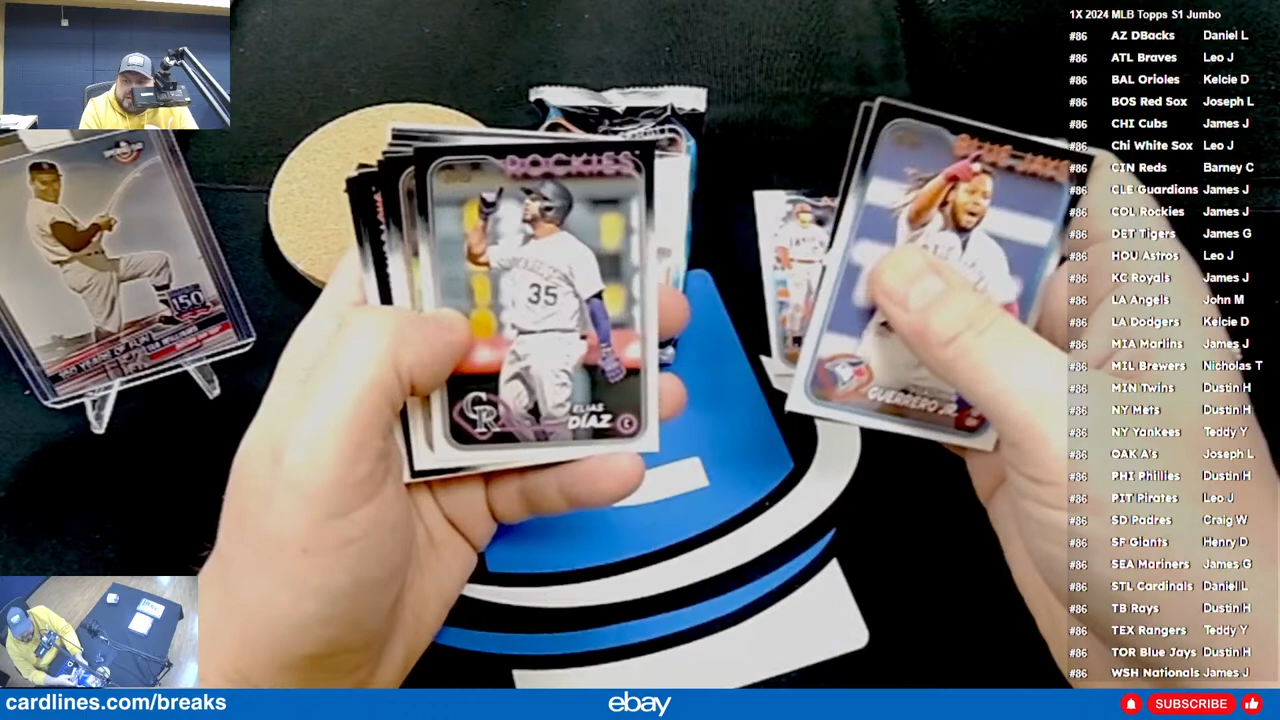 1X 2024 MLB Topps S1 Jumbo
#86 AZ DBacks Daniel L
#86 ATL Braves Leo J
#86 BAL Orioles Kelcie D
#86 BOS Red Sox Joseph L
#86 CHI Cubs James J
#86 Chi White Sox Leo J
#86 CIN Reds Barney C
#86 CLE Guardians James J
#86 COL Rockies James J
#86 DET Tigers James G
#86 HOU Astros Leo J
#86 KC Royals James J
#86 LA Angels John M
#86 LA Dodgers Kelcie D
#86 MIA Marlins James J
#86 MIL Brewers Nicholas T
#86 MIN Twins Dustin H
#86 NY Mets Dustin H
#86 NY Yankees Teddy Y
#86 OAK A's Joseph L
#86 PHI Phillies Dustin H
#86 PIT Pirates Leo J
#86 SD Padres Craig W
#86 SF Giants Henry D
#86 SEA Mariners James G
#86 STL Cardinals Daniel L
#86 TB Rays Dustin H
#86 TEX Rangers Teddy Y
#86 TOR Blue Jays Dustin H
#86 WSH Nationals James J
ROCKIES
35
CR
ELIAS
DÍAZ C
GUERRERO JR.
150
150 YEARS OF FUN
cardlines.com/breaks
ebay
SUBSCRIBE